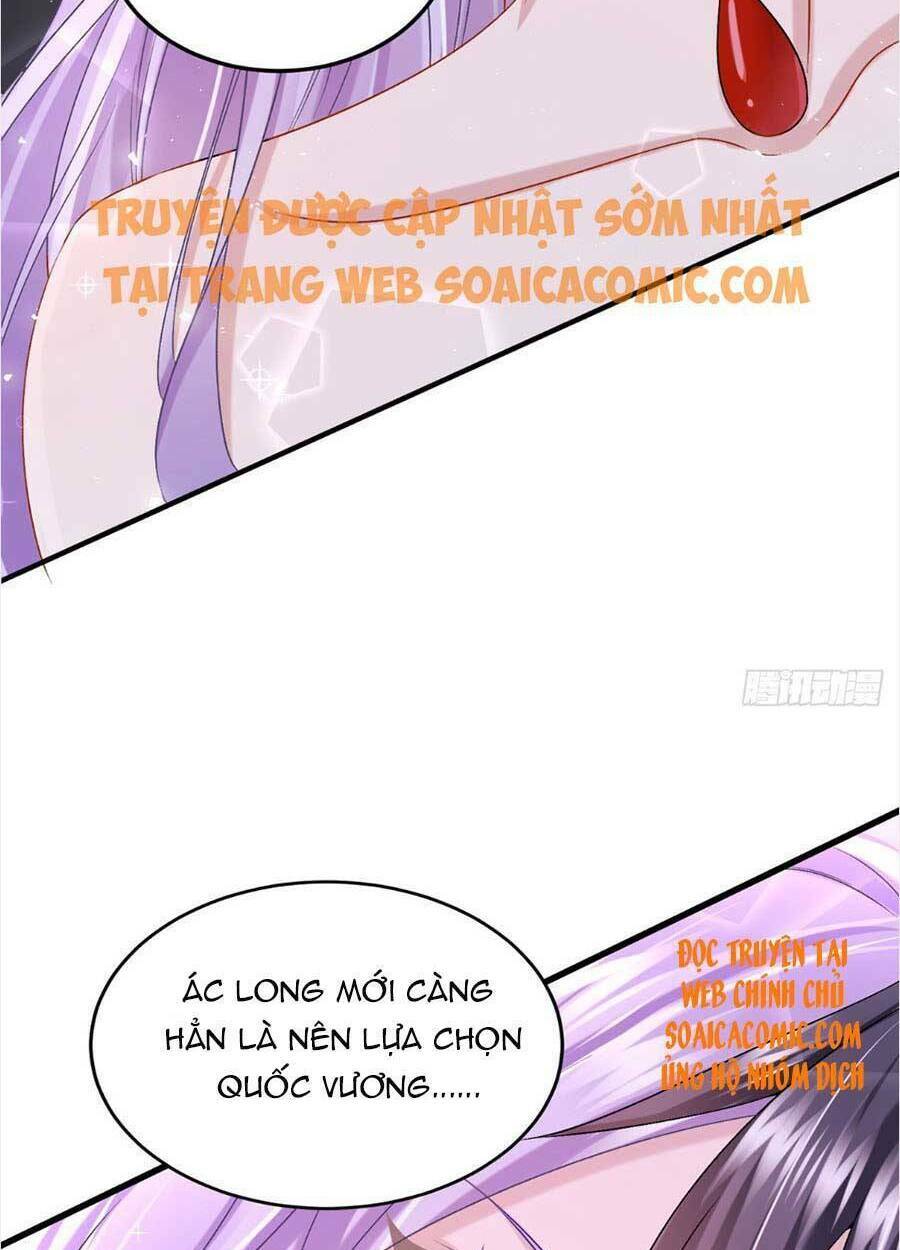 TRUYỆN ĐƯỢC CẬP NHẬT SỚM NHẤT
TẠI TRANG WEB SOAICACOMIC.COM
腾讯动漫
ÁC LONG MỚI CÀNG
HẲN LÀ NÊN LỰA CHỌN
QUỐC VƯƠNG......
ĐỌC TRUYỆN TẠI
WEB CHÍNH CHỦ
SOAICACOMIC.COM
ỦNG HỘ NHÓM DỊCH